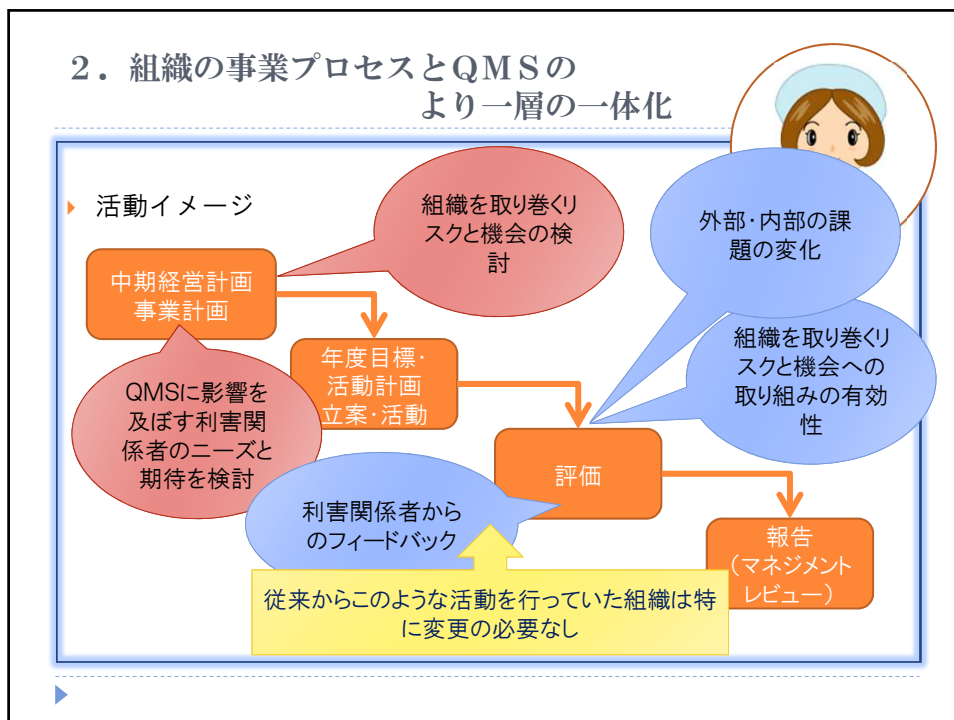 ２．組織の事業プロセスとＱＭＳの
より一層の一体化
活動イメージ
組織を取り巻くリ
スクと機会の検
討
外部・内部の課
題の変化
中期経営計画
事業計画
年度目標・
活動計画
立案・活動
組織を取り巻くリ
スクと機会への
取り組みの有効
性
QMSに影響を
及ぼす利害関
係者のニーズと
期待を検討
評価
利害関係者から
のフィードバック
報告
（マネジメント
レビュー）
従来からこのような活動を行っていた組織は特
に変更の必要なし